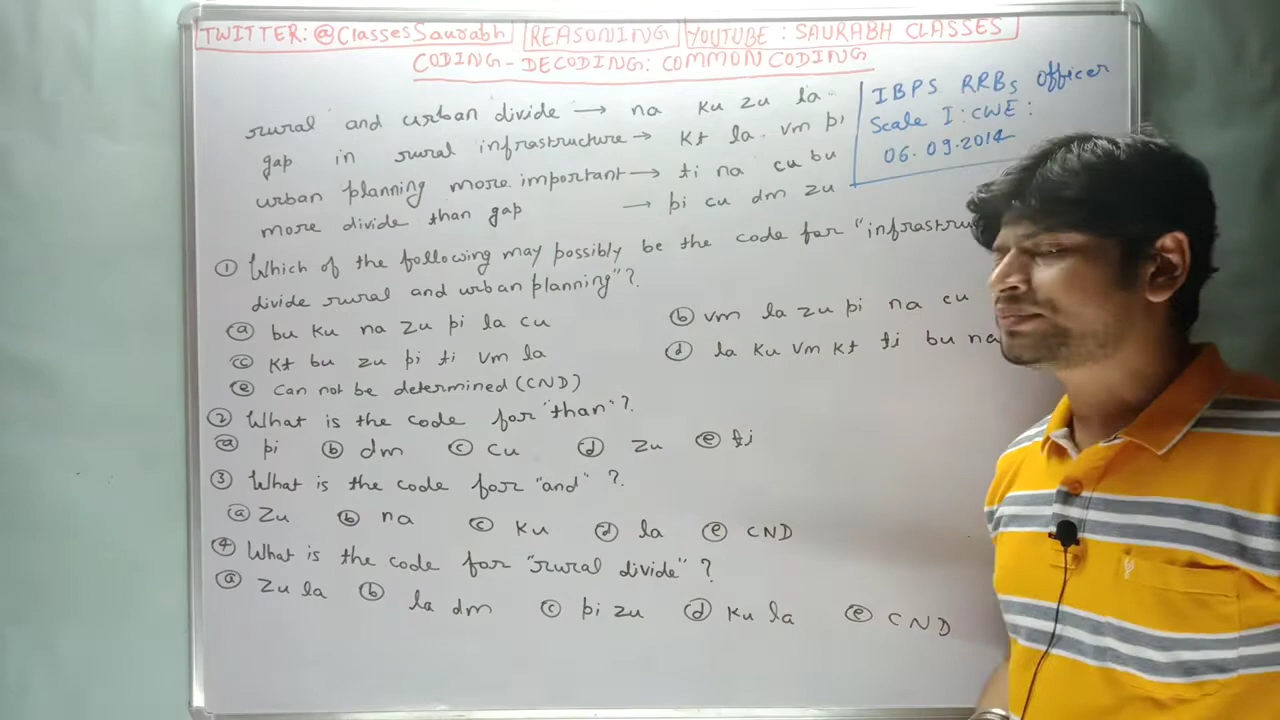 TWITTER: @ClassesSaurabh REASONING YOUTUBE: SAURABH CLASSES
CODING-DECODING: COMMON CODING
rural and urban divide → na ku zu la
gap in rural infrastructure → kt la vm pi
urban planning more important → ti na cu bu
more divide than gap → pi cu dm zu
IBPS RRBs Officer
Scale I: CWE:
06.09.2014
① Which of the following may possibly be the code for "infrastruc
divide rural and urban planning"?
ⓐ bu ku na zu pi la cu ⓑ vm la zu pi na cu
ⓒ kt bu zu pi ti vm la ⓓ la ku vm kt ti bu na
ⓔ can not be determined (CND)
② What is the code for "than"?
ⓐ pi ⓑ dm ⓒ cu ⓓ zu ⓔ ti
③ What is the code for "and" ?
ⓐ zu ⓑ na ⓒ ku ⓓ la ⓔ CND
④ What is the code for "rural divide" ?
ⓐ zu la ⓑ la dm ⓒ pi zu ⓓ ku la ⓔ CND